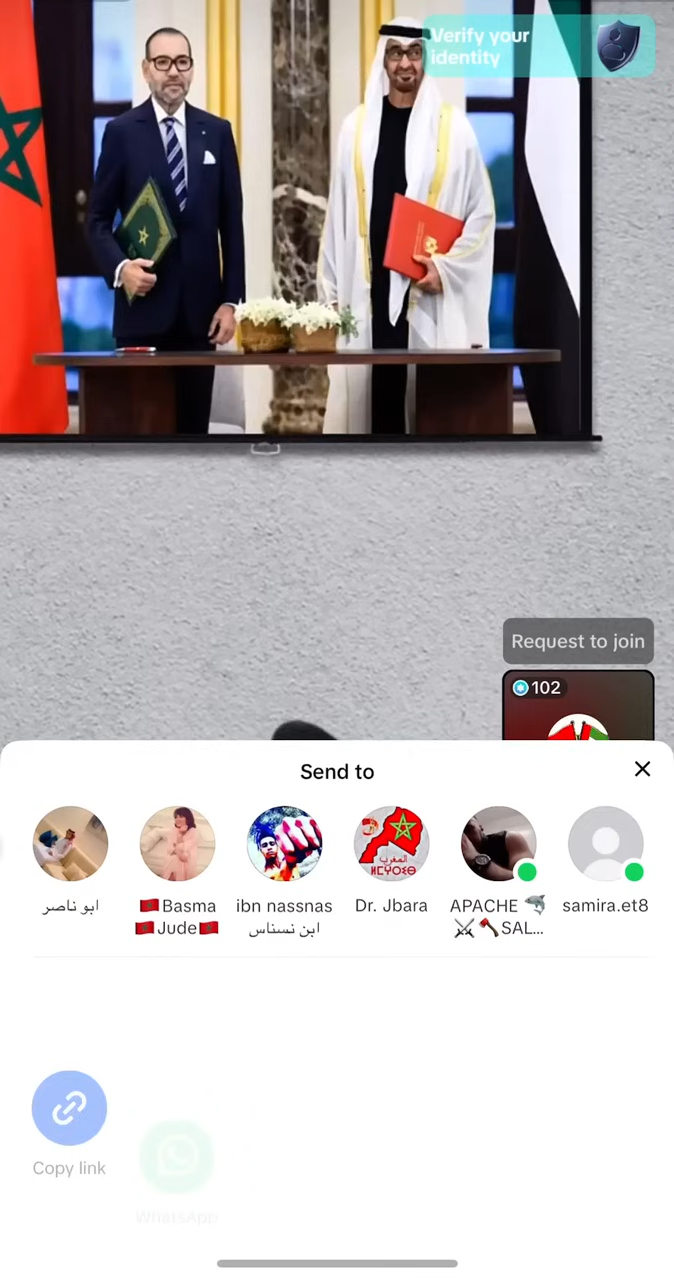 Verify your
identity
Request to join
102
Send to
ابو ناصر
🇲🇦Basma
🇲🇦Jude🇲🇦
ibn nassnas
ابن نسناس
Dr. Jbara
APACHE 🦈
⚔️🪓SAL...
samira.et8
المغرب
Copy link
WhatsApp